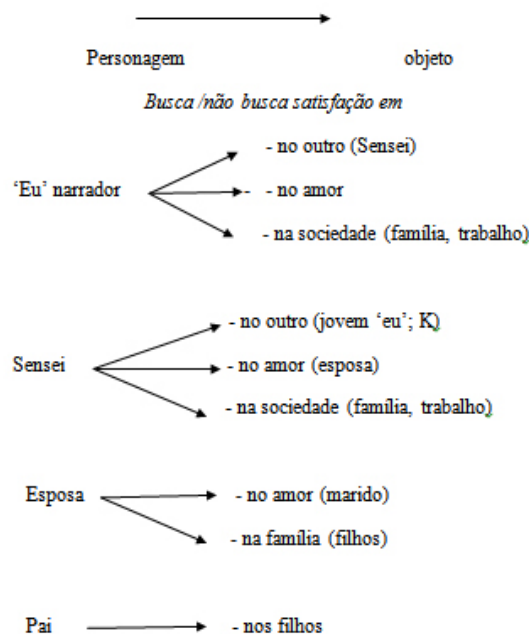 Personagem objeto
Busca /não busca satisfação em
- no outro (Sensei)
‘Eu’ narrador - no amor
- na sociedade (família, trabalho)
- no outro (jovem ‘eu’; K)
Sensei - no amor (esposa)
- na sociedade (família, trabalho)
Esposa - no amor (marido)
- na família (filhos)
Pai - nos filhos